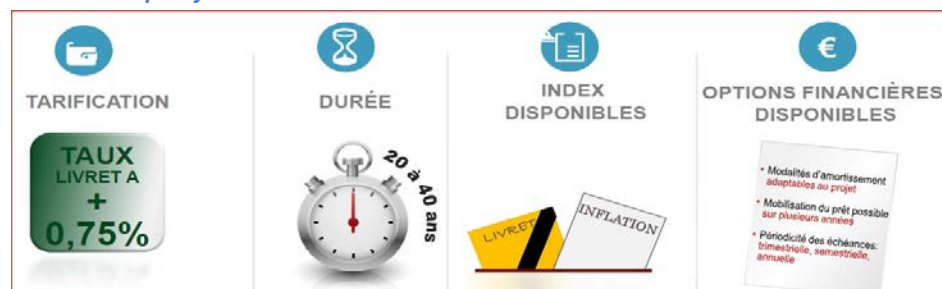 TARIFICATION
TAUX
LIVRET A
+
0,75%
DURÉE
20 à 40 ans
INDEX
DISPONIBLES
LIVRET
INFLATION
OPTIONS FINANCIÈRES
DISPONIBLES
• Modalités d'amortissement
adaptables au projet
• Mobilisation du prêt possible
sur plusieurs années
• Périodicité des échéances:
trimestrielle, semestrielle,
annuelle